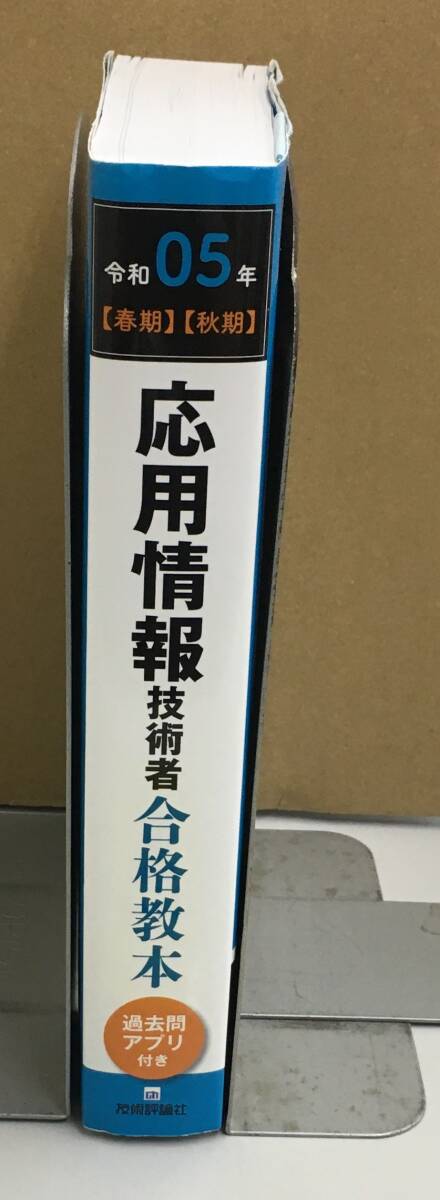 令和05年
【春期】【秋期】
応用情報技術者合格教本
過去問
アプリ
付き
技術評論社